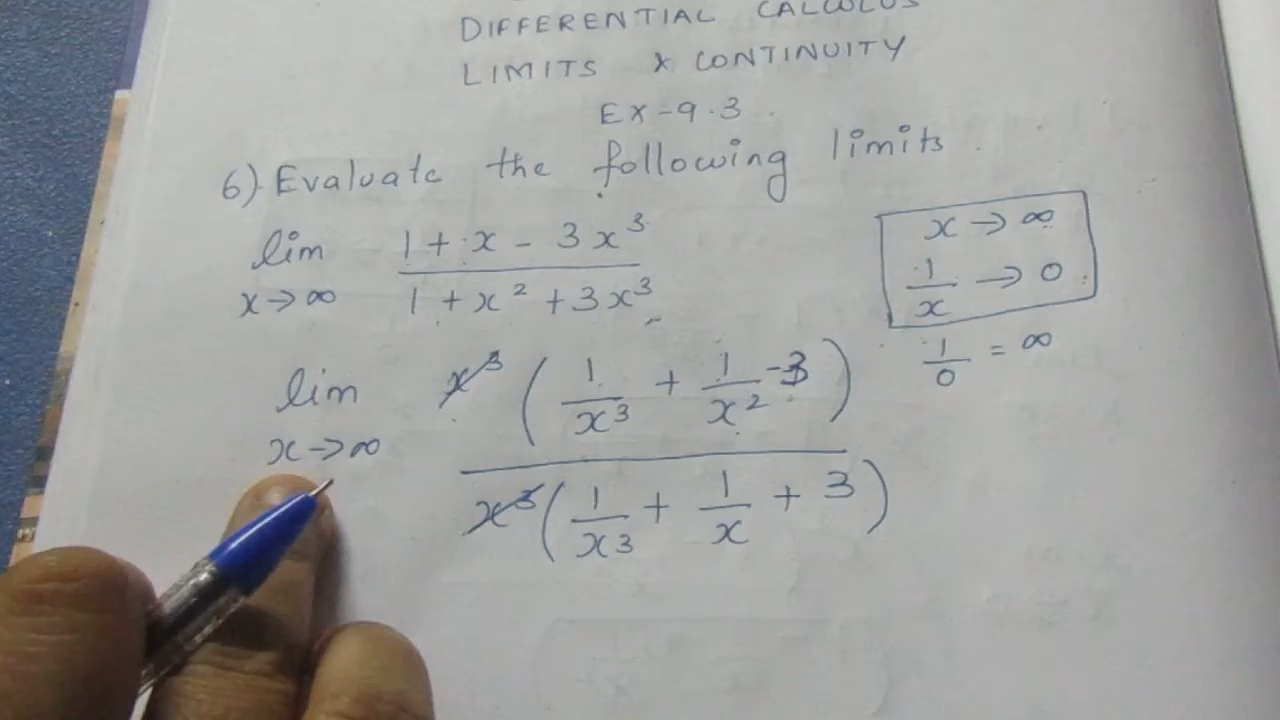 DIFFERENTIAL CALCULUS
LIMITS & CONTINUITY
EX-9.3
6) Evaluate the following limits.
lim x→∞ (1 + x - 3x³) / (1 + x² + 3x³)
x → ∞
1/x → 0
1/0 = ∞
lim x→∞ x³ (1/x³ + 1/x² - 3) / x³ (1/x³ + 1/x + 3)